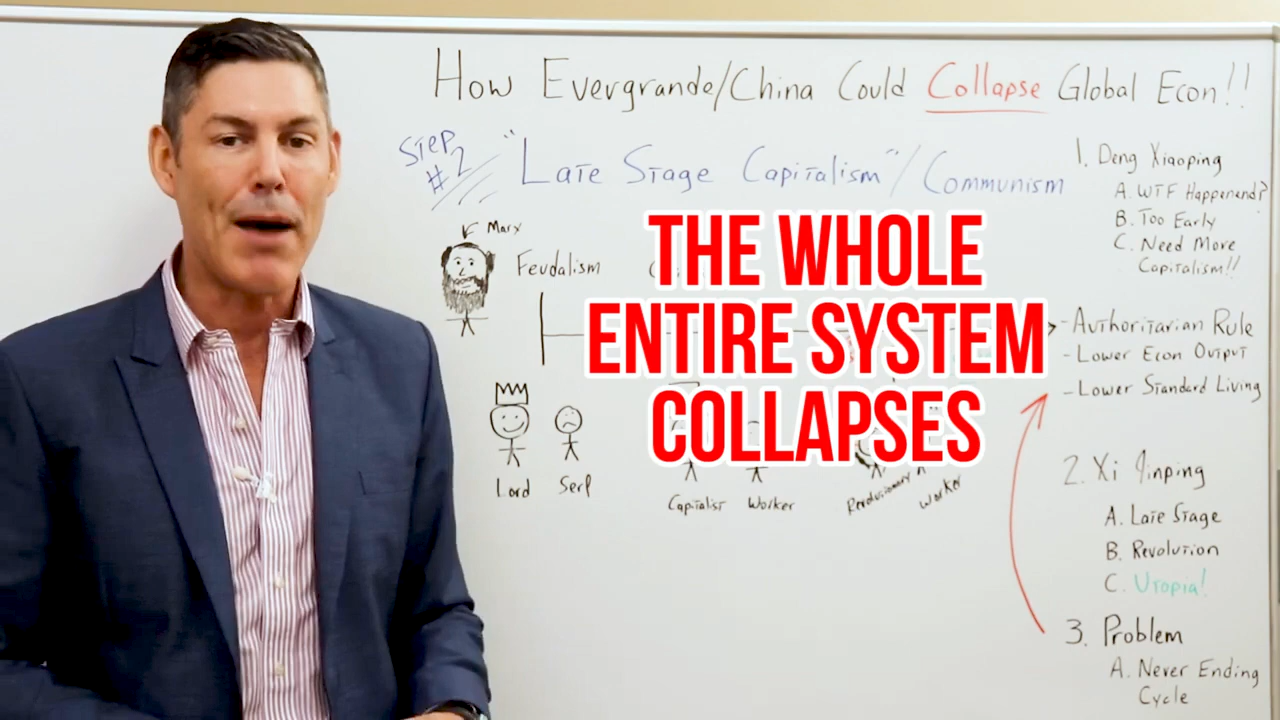 How Evergrande/China Could Collapse Global Econ!!
STEP #2
"Late Stage Capitalism"/Communism
Marx
Feudalism
THE WHOLE
ENTIRE SYSTEM
COLLAPSES
Lord
Serf
Capitalist
Worker
Revolutionary
Worker
1. Deng Xiaoping
A. WTF Happenend?
B. Too Early
C. Need More
Capitalism!!
- Authoritarian Rule
- Lower Econ Output
- Lower Standard Living
2. Xi Jinping
A. Late Stage
B. Revolution
C. Utopia!
3. Problem
A. Never Ending
Cycle